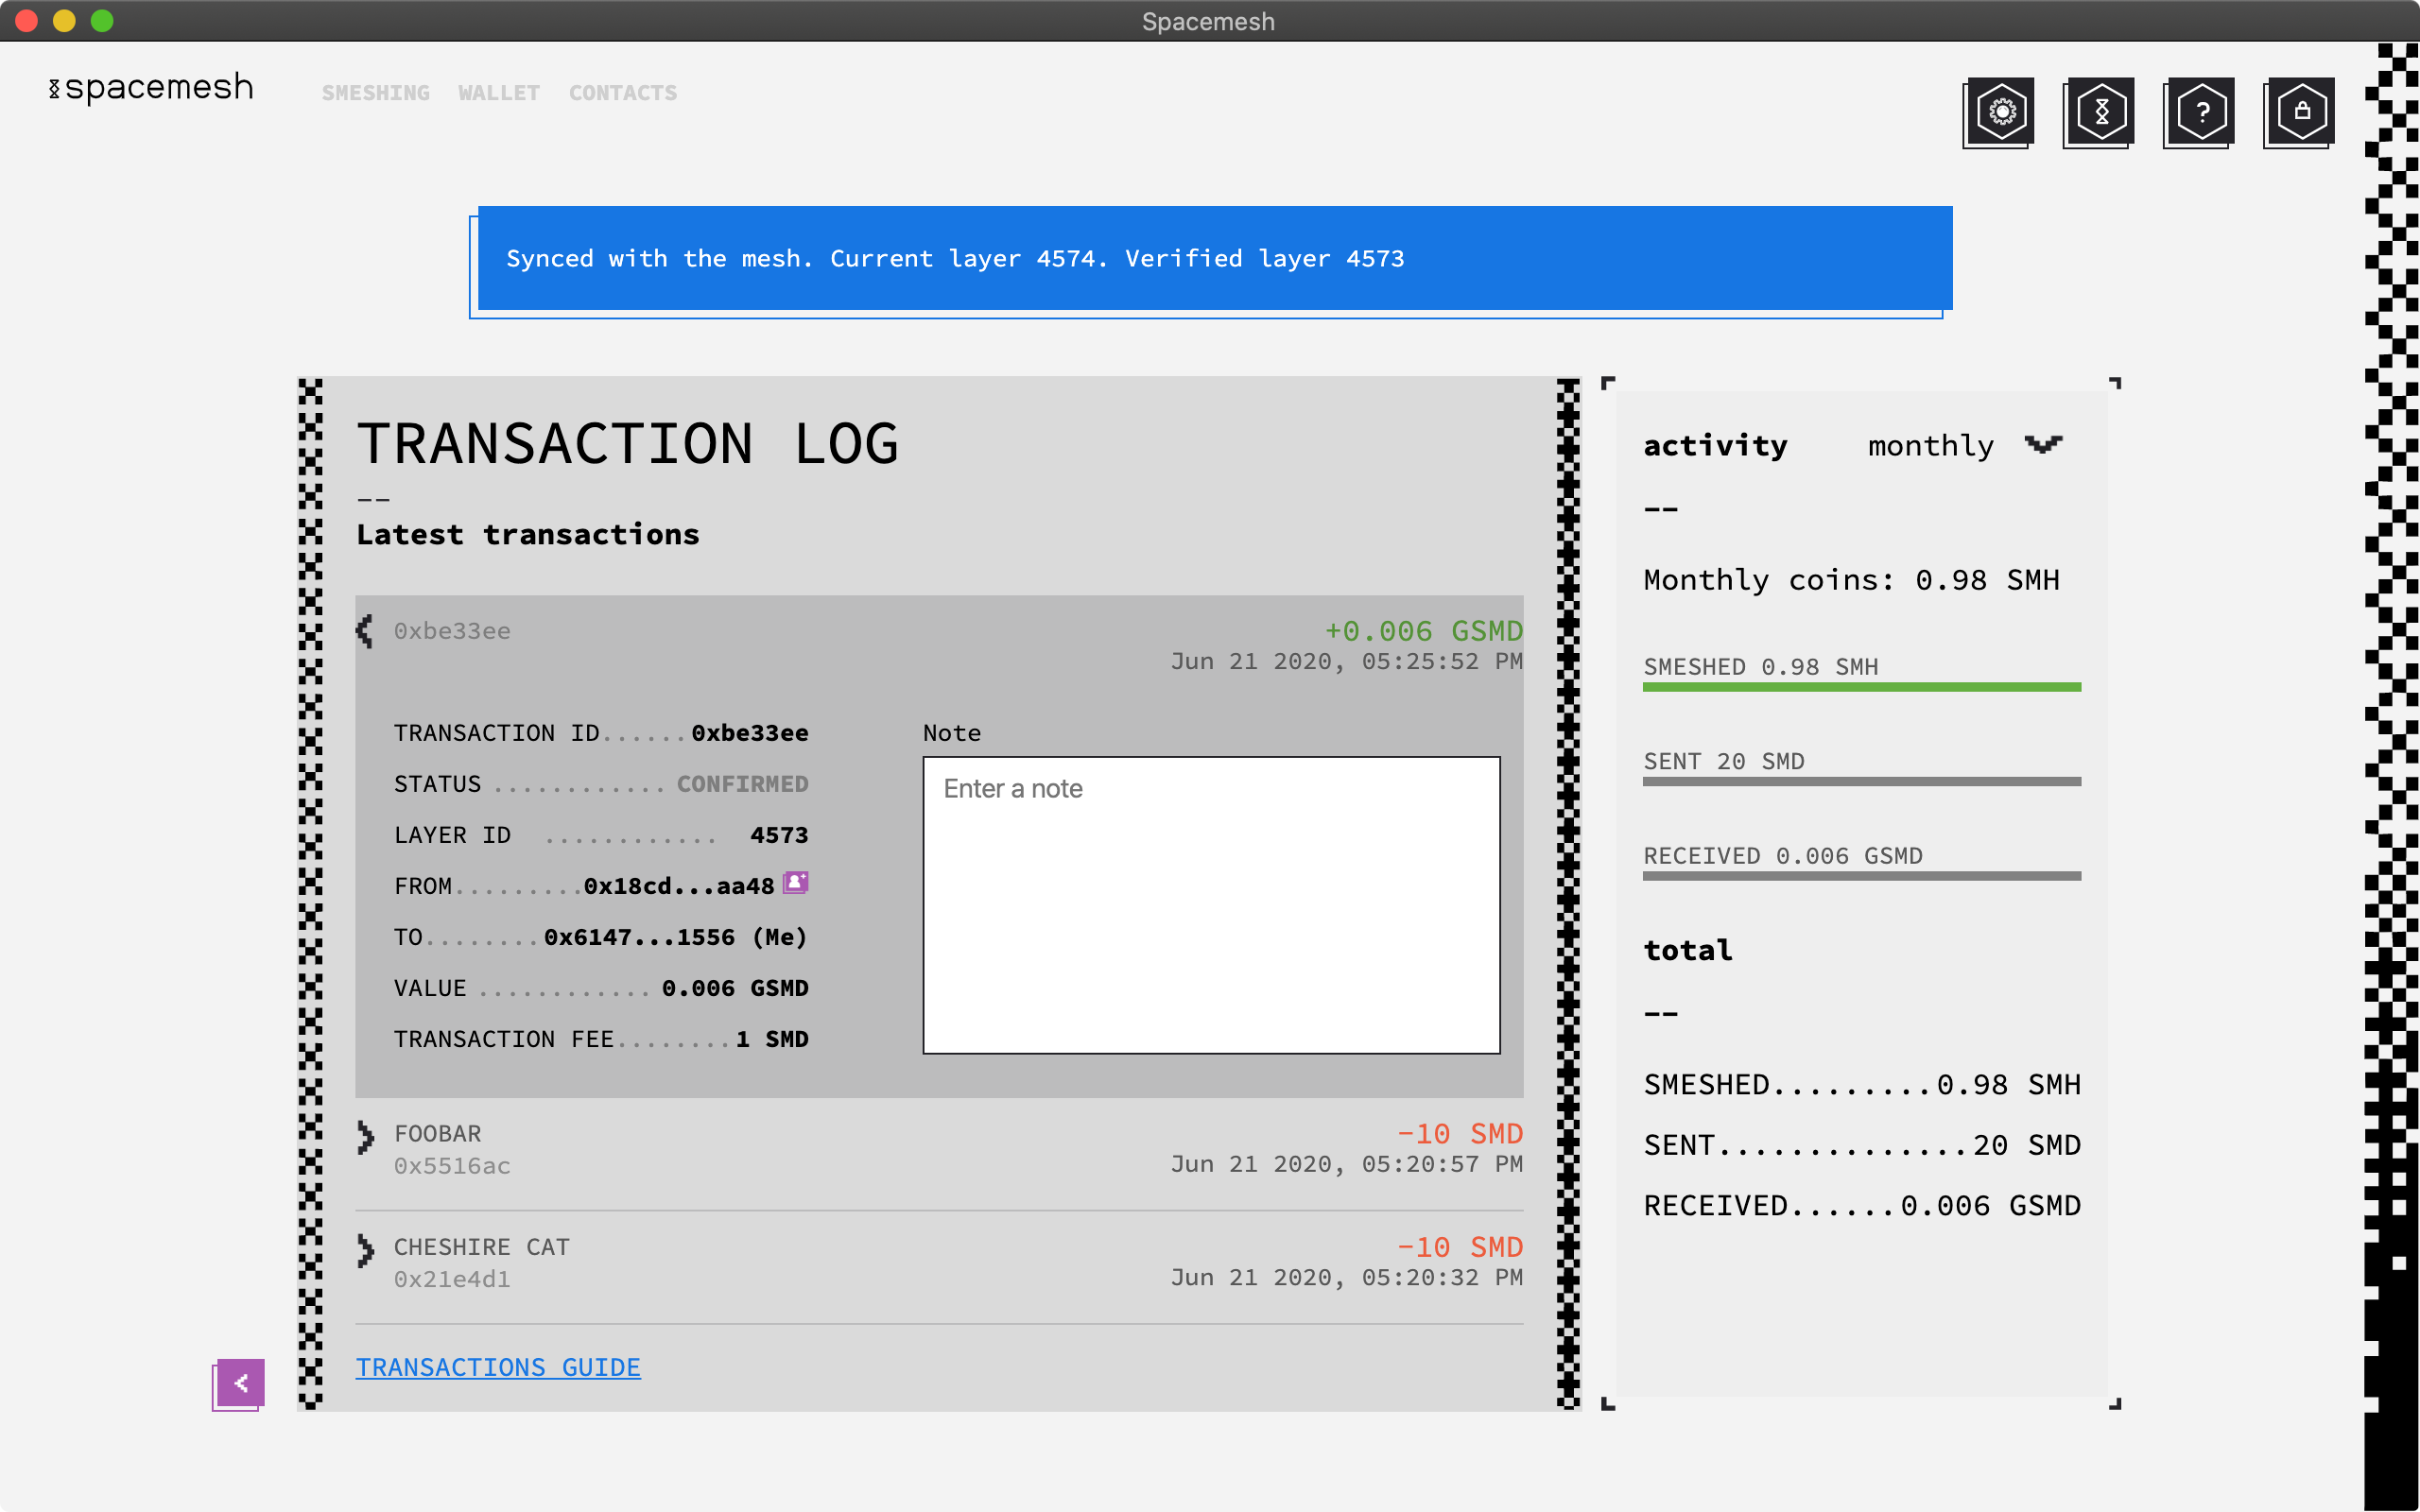 Spacemesh
spacemesh
SMESHING WALLET CONTACTS
?
Synced with the mesh. Current layer 4574. Verified layer 4573
TRANSACTION LOG
--
Latest transactions
0xbe33ee
+0.006 GSMD
Jun 21 2020, 05:25:52 PM
TRANSACTION ID......0xbe33ee
STATUS ............ CONFIRMED
LAYER ID ............ 4573
FROM.........0x18cd...aa48
TO........0x6147...1556 (Me)
VALUE ............ 0.006 GSMD
TRANSACTION FEE........1 SMD
Note
Enter a note
FOOBAR
0x5516ac
-10 SMD
Jun 21 2020, 05:20:57 PM
CHESHIRE CAT
0x21e4d1
-10 SMD
Jun 21 2020, 05:20:32 PM
TRANSACTIONS GUIDE
activity monthly
--
Monthly coins: 0.98 SMH
SMESHED 0.98 SMH
SENT 20 SMD
RECEIVED 0.006 GSMD
total
--
SMESHED.........0.98 SMH
SENT..............20 SMD
RECEIVED......0.006 GSMD